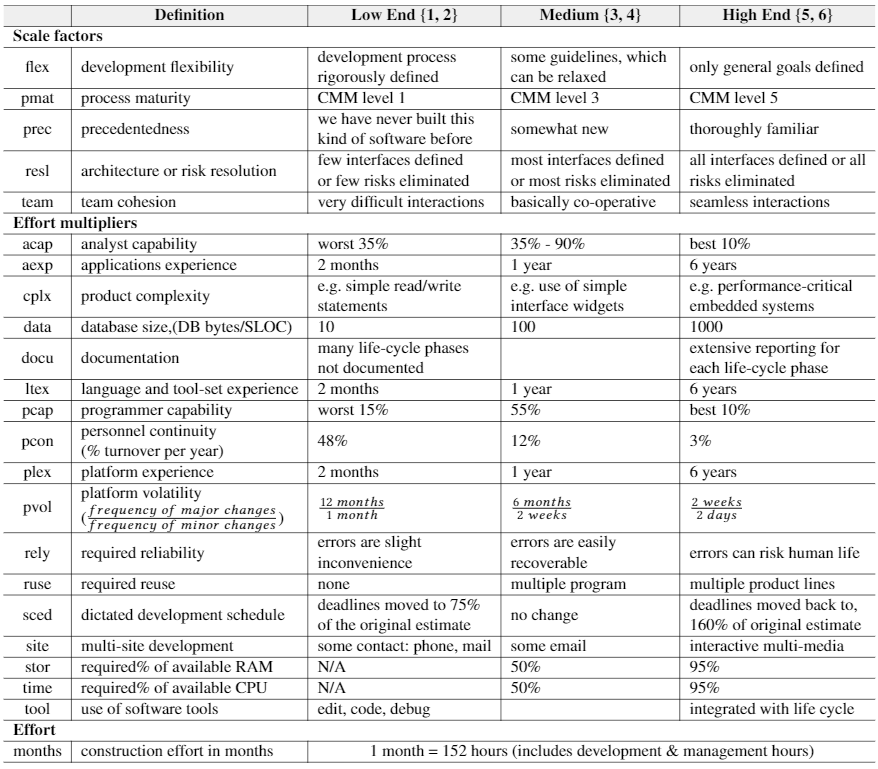 Definition Low End {1, 2} Medium {3, 4} High End {5, 6}
Scale factors
flex development flexibility development process rigorously defined some guidelines, which can be relaxed only general goals defined
pmat process maturity CMM level 1 CMM level 3 CMM level 5
prec precedentedness we have never built this kind of software before somewhat new thoroughly familiar
resl architecture or risk resolution few interfaces defined or few risks eliminated most interfaces defined or most risks eliminated all interfaces defined or all risks eliminated
team team cohesion very difficult interactions basically co-operative seamless interactions
Effort multipliers
acap analyst capability worst 35% 35% - 90% best 10%
aexp applications experience 2 months 1 year 6 years
cplx product complexity e.g. simple read/write statements e.g. use of simple interface widgets e.g. performance-critical embedded systems
data database size,(DB bytes/SLOC) 10 100 1000
docu documentation many life-cycle phases not documented extensive reporting for each life-cycle phase
ltex language and tool-set experience 2 months 1 year 6 years
pcap programmer capability worst 15% 55% best 10%
pcon personnel continuity (% turnover per year) 48% 12% 3%
plex platform experience 2 months 1 year 6 years
pvol platform volatility (frequency of major changes / frequency of minor changes) 12 months / 1 month 6 months / 2 weeks 2 weeks / 2 days
rely required reliability errors are slight inconvenience errors are easily recoverable errors can risk human life
ruse required reuse none multiple program multiple product lines
sced dictated development schedule deadlines moved to 75% of the original estimate no change deadlines moved back to, 160% of original estimate
site multi-site development some contact: phone, mail some email interactive multi-media
stor required% of available RAM N/A 50% 95%
time required% of available CPU N/A 50% 95%
tool use of software tools edit, code, debug integrated with life cycle
Effort
months construction effort in months 1 month = 152 hours (includes development & management hours)